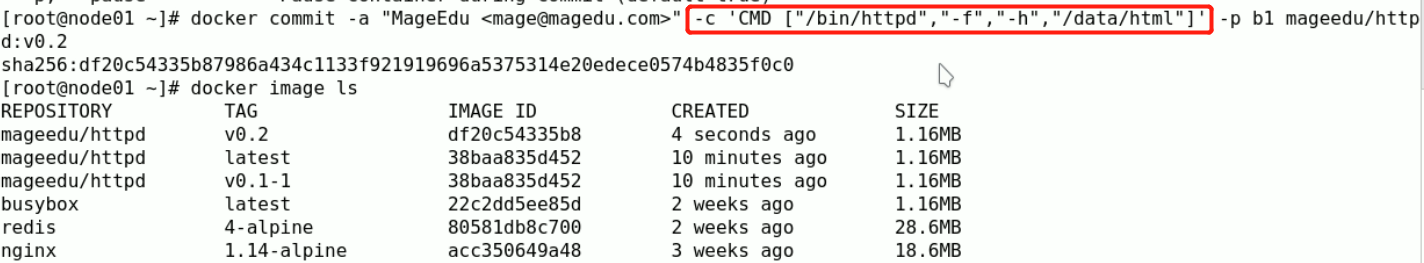 [root@node01 ~]# docker commit -a "MageEdu <mage@magedu.com>" -c 'CMD ["/bin/httpd","-f","-h","/data/html"]' -p b1 mageedu/http
d:v0.2
sha256:df20c54335b87986a434c1133f921919696a5375314e20edece0574b4835f0c0
[root@node01 ~]# docker image ls
REPOSITORY TAG IMAGE ID CREATED SIZE
mageedu/httpd v0.2 df20c54335b8 4 seconds ago 1.16MB
mageedu/httpd latest 38baa835d452 10 minutes ago 1.16MB
mageedu/httpd v0.1-1 38baa835d452 10 minutes ago 1.16MB
busybox latest 22c2dd5ee85d 2 weeks ago 1.16MB
redis 4-alpine 80581db8c700 2 weeks ago 28.6MB
nginx 1.14-alpine acc350649a48 3 weeks ago 18.6MB